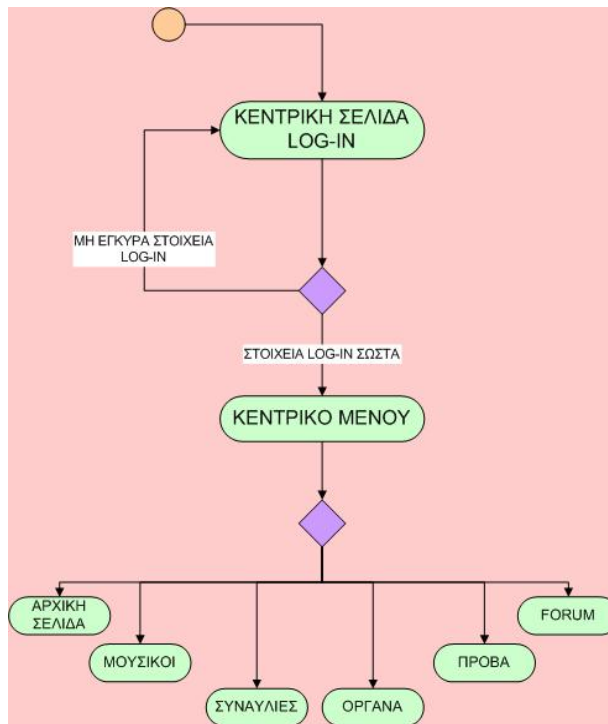 ΚΕΝΤΡΙΚΗ ΣΕΛΙΔΑ
LOG-IN
ΜΗ ΕΓΚΥΡΑ ΣΤΟΙΧΕΙΑ
LOG-IN
ΣΤΟΙΧΕΙΑ LOG-IN ΣΩΣΤΑ
ΚΕΝΤΡΙΚΟ ΜΕΝΟΥ
ΑΡΧΙΚΗ
ΣΕΛΙΔΑ
ΜΟΥΣΙΚΟΙ
ΣΥΝΑΥΛΙΕΣ
ΟΡΓΑΝΑ
ΠΡΟΒΑ
FORUM